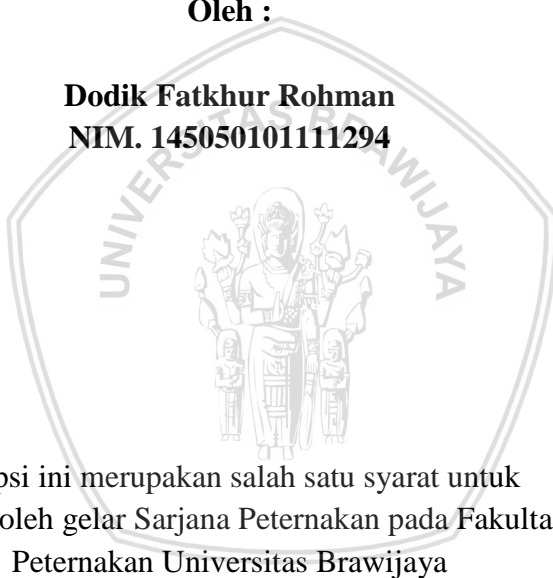 Oleh :
Dodik Fatkhur Rohman
NIM. 145050101111294
UNIVERSITAS BRAWIJAYA
psi ini merupakan salah satu syarat untuk
oleh gelar Sarjana Peternakan pada Fakulta
Peternakan Universitas Brawijaya